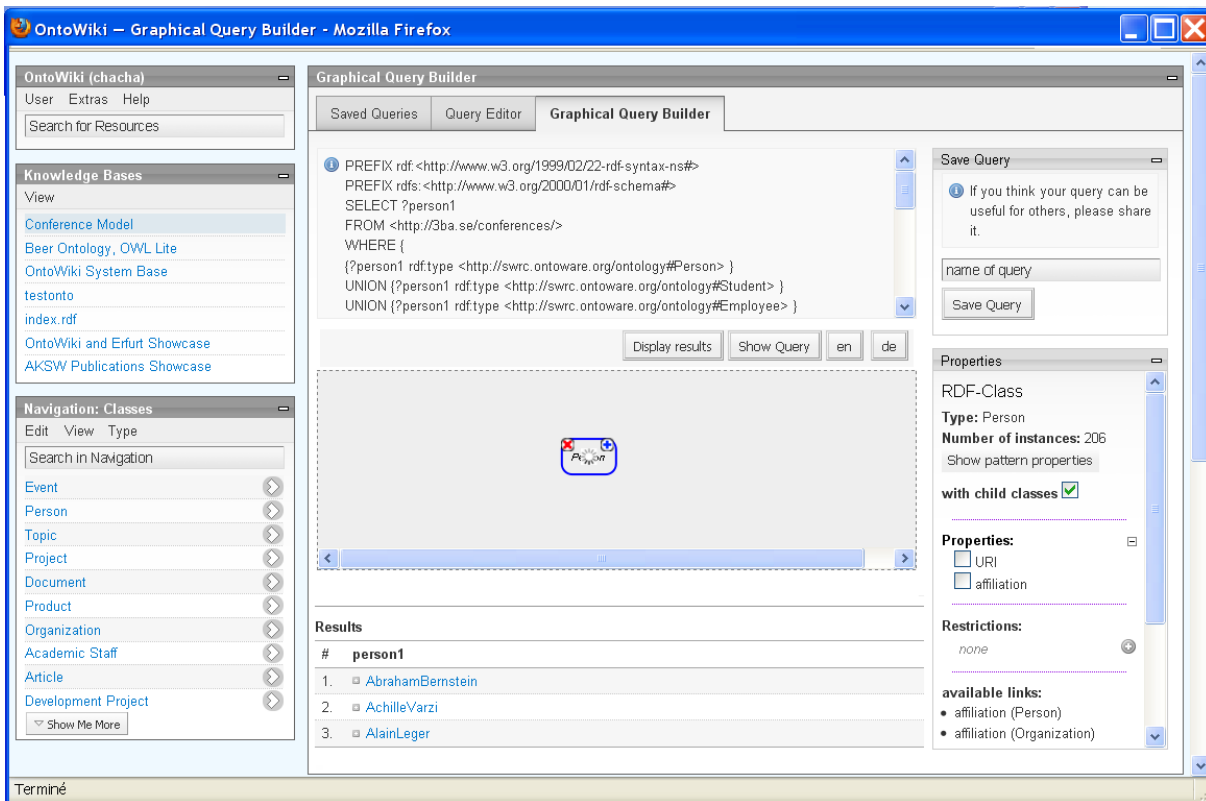 OntoWiki — Graphical Query Builder - Mozilla Firefox
OntoWiki (chacha)
User Extras Help
Search for Resources
Knowledge Bases
View
Conference Model
Beer Ontology, OWL Lite
OntoWiki System Base
testonto
index.rdf
OntoWiki and Erfurt Showcase
AKSW Publications Showcase
Navigation: Classes
Edit View Type
Search in Navigation
Event
Person
Topic
Project
Document
Product
Organization
Academic Staff
Article
Development Project
Show Me More
Graphical Query Builder
Saved Queries Query Editor Graphical Query Builder
PREFIX rdf:<http://www.w3.org/1999/02/22-rdf-syntax-ns#>
PREFIX rdfs:<http://www.w3.org/2000/01/rdf-schema#>
SELECT ?person1
FROM <http://3ba.se/conferences/>
WHERE {
{?person1 rdf:type <http://swrc.ontoware.org/ontology#Person> }
UNION {?person1 rdf:type <http://swrc.ontoware.org/ontology#Student> }
UNION {?person1 rdf:type <http://swrc.ontoware.org/ontology#Employee> }
Display results Show Query en de
Results
# person1
1. AbrahamBernstein
2. AchilleVarzi
3. AlainLeger
Save Query
If you think your query can be
useful for others, please share
it.
name of query
Save Query
Properties
RDF-Class
Type: Person
Number of instances: 206
Show pattern properties
with child classes
Properties:
URI
affiliation
Restrictions:
none
available links:
• affiliation (Person)
• affiliation (Organization)
Terminé